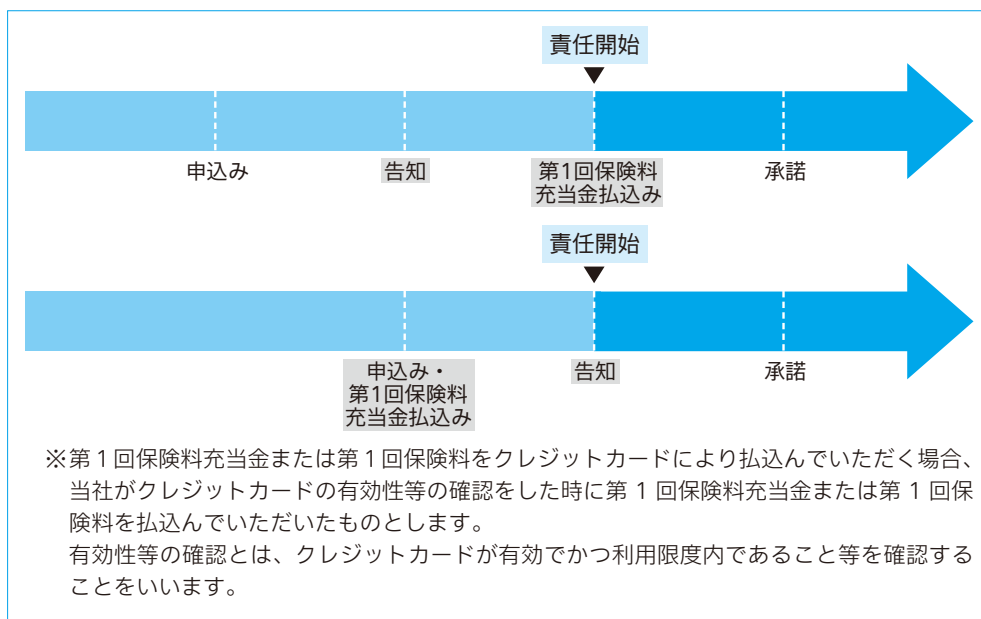 責任開始
申込み
告知
第1回保険料
充当金払込み
承諾
責任開始
申込み・
第1回保険料
充当金払込み
告知
承諾
※第1回保険料充当金または第1回保険料をクレジットカードにより払込んでいただく場合、
当社がクレジットカードの有効性等の確認をした時に第 1 回保険料充当金または第 1 回保
険料を払込んでいただいたものとします。
有効性等の確認とは、クレジットカードが有効でかつ利用限度内であること等を確認する
ことをいいます。